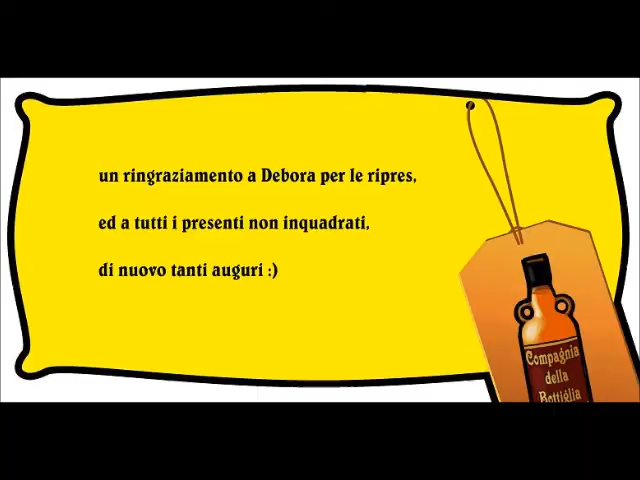 un ringraziamento a Debora per le ripres,
ed a tutti i presenti non inquadrati,
di nuovo tanti auguri :)
Compagnia
della
Bottiglia